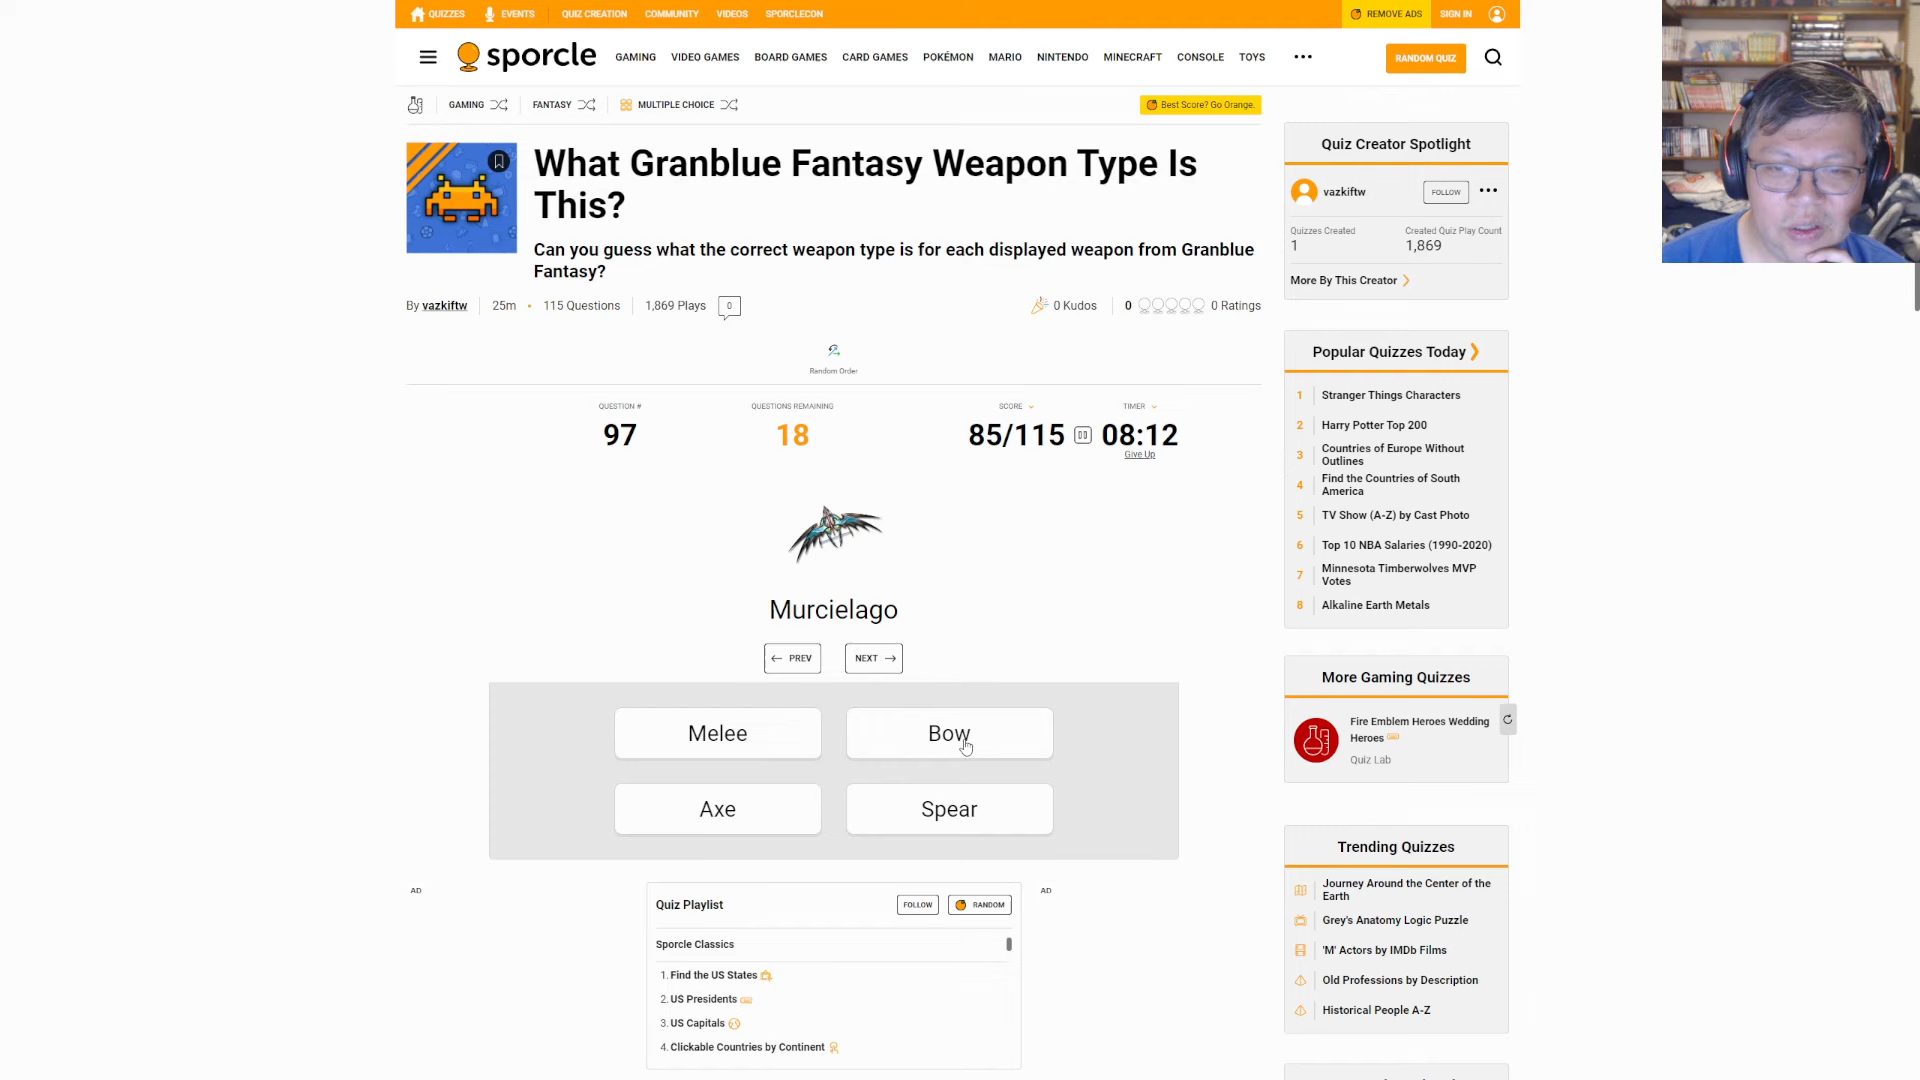 QUIZZES
EVENTS
QUIZ CREATION
COMMUNITY
VIDEOS
SPORCLECON
REMOVE ADS
SIGN IN
sporcle
GAMING
VIDEO GAMES
BOARD GAMES
CARD GAMES
POKÉMON
MARIO
NINTENDO
MINECRAFT
CONSOLE
TOYS
RANDOM QUIZ
GAMING
FANTASY
MULTIPLE CHOICE
Best Score? Go Orange.
What Granblue Fantasy Weapon Type Is
This?
Can you guess what the correct weapon type is for each displayed weapon from Granblue
Fantasy?
By vazkiftw
25m
115 Questions
1,869 Plays
0
0 Kudos
0
0 Ratings
Random Order
QUESTION #
97
QUESTIONS REMAINING
18
SCORE
85/115
TIMER
08:12
Give Up
Murcielago
PREV
NEXT
Melee
Bow
Axe
Spear
AD
AD
Quiz Playlist
FOLLOW
RANDOM
Sporcle Classics
1. Find the US States
2. US Presidents
3. US Capitals
4. Clickable Countries by Continent
Quiz Creator Spotlight
vazkiftw
FOLLOW
Quizzes Created
1
Created Quiz Play Count
1,869
More By This Creator
Popular Quizzes Today
1 Stranger Things Characters
2 Harry Potter Top 200
3 Countries of Europe Without
Outlines
4 Find the Countries of South
America
5 TV Show (A-Z) by Cast Photo
6 Top 10 NBA Salaries (1990-2020)
7 Minnesota Timberwolves MVP
Votes
8 Alkaline Earth Metals
More Gaming Quizzes
Fire Emblem Heroes Wedding
Heroes
Quiz Lab
Trending Quizzes
Journey Around the Center of the
Earth
Grey's Anatomy Logic Puzzle
'M' Actors by IMDb Films
Old Professions by Description
Historical People A-Z